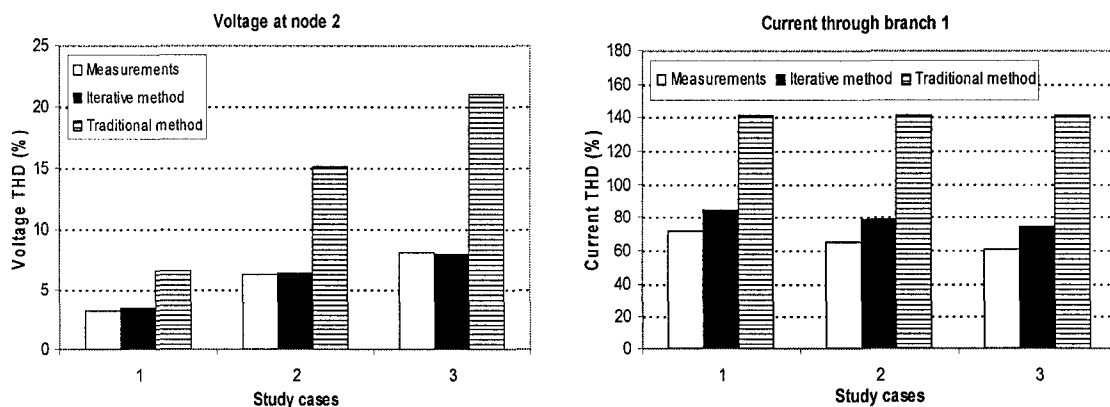 Voltage at node 2
25
20
15
10
5
0
Voltage THD (%)
Measurements
Iterative method
Traditional method
1 2 3
Study cases
Current through branch 1
180
160
140
120
100
80
60
40
20
0
Current THD (%)
Measurements Iterative method Traditional method
1 2 3
Study cases